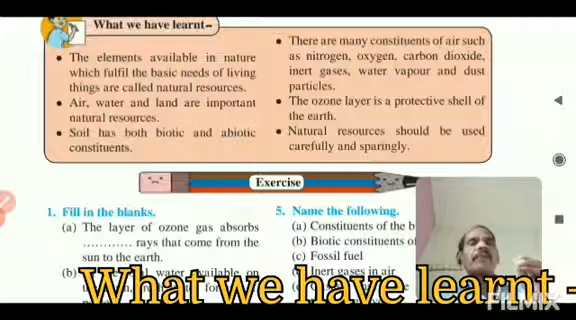 What we have learnt–
• The elements available in nature
which fulfil the basic needs of living
things are called natural resources.
• Air, water and land are important
natural resources.
• Soil has both biotic and abiotic
constituents.
• There are many constituents of air such
as nitrogen, oxygen, carbon dioxide,
inert gases, water vapour and dust
particles.
• The ozone layer is a protective shell of
the earth.
• Natural resources should be used
carefully and sparingly.
Exercise
1. Fill in the blanks.
(a) The layer of ozone gas absorbs
............ rays that come from the
sun to the earth.
(b) water available on
5. Name the following.
(a) Constituents of the b
(b) Biotic constituents of
(c) Fossil fuel
Inert gases in air
What we have learnt -
FILMIX